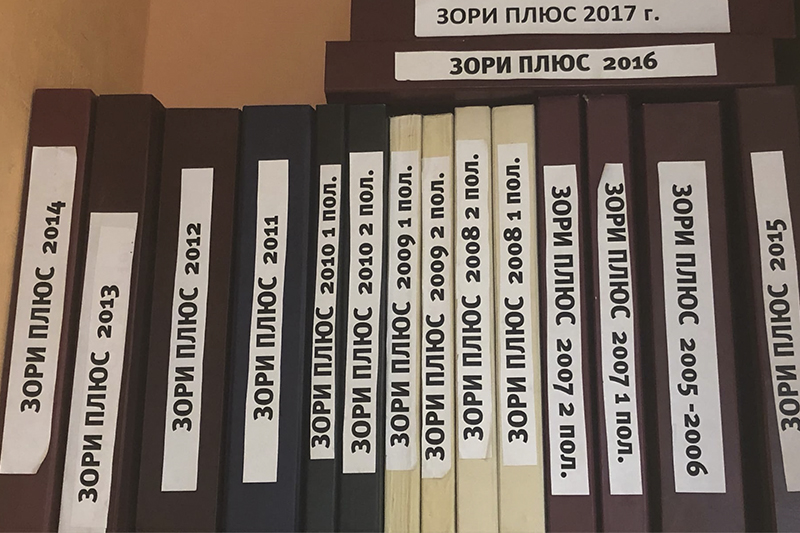 ЗОРИ ПЛЮС 2017 г.
ЗОРИ ПЛЮС 2016
ЗОРИ ПЛЮС 2014
ЗОРИ ПЛЮС 2013
ЗОРИ ПЛЮС 2012
ЗОРИ ПЛЮС 2011
ЗОРИ ПЛЮС 2010 1 пол.
ЗОРИ ПЛЮС 2010 2 пол.
ЗОРИ ПЛЮС 2009 1 пол.
ЗОРИ ПЛЮС 2009 2 пол.
ЗОРИ ПЛЮС 2008 2 пол.
ЗОРИ ПЛЮС 2008 1 пол.
ЗОРИ ПЛЮС 2007 2 пол.
ЗОРИ ПЛЮС 2007 1 пол.
ЗОРИ ПЛЮС 2005 -2006
ЗОРИ ПЛЮС 2015